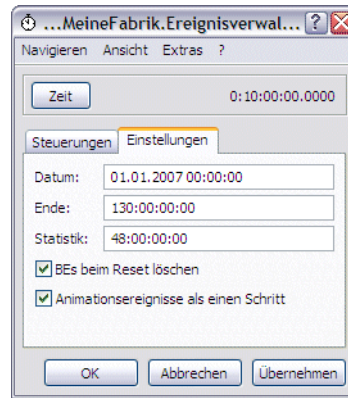 ...MeineFabrik.Ereignisverwal... ?
Navigieren Ansicht Extras ?
Zeit 0:10:00:00.0000
Steuerungen Einstellungen
Datum: 01.01.2007 00:00:00
Ende: 130:00:00:00
Statistik: 48:00:00:00
BEs beim Reset löschen
Animationsereignisse als einen Schritt
OK Abbrechen Übernehmen